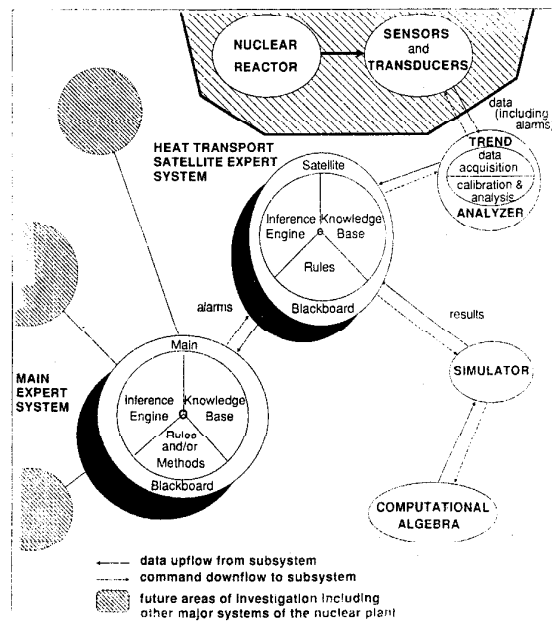 NUCLEAR
REACTOR
SENSORS
and
TRANSDUCERS
data
(including
alarms)
HEAT TRANSPORT
SATELLITE EXPERT
SYSTEM
TREND
data
acquisition
calibration &
analysis
ANALYZER
Satellite
Inference
Engine
Knowledge
Base
Rules
Blackboard
alarms
results
SIMULATOR
MAIN
EXPERT
SYSTEM
Main
Inference
Engine
Knowledge
Base
Rules
and/or
Methods
Blackboard
COMPUTATIONAL
ALGEBRA
data upflow from subsystem
command downflow to subsystem
future areas of investigation including
other major systems of the nuclear plant